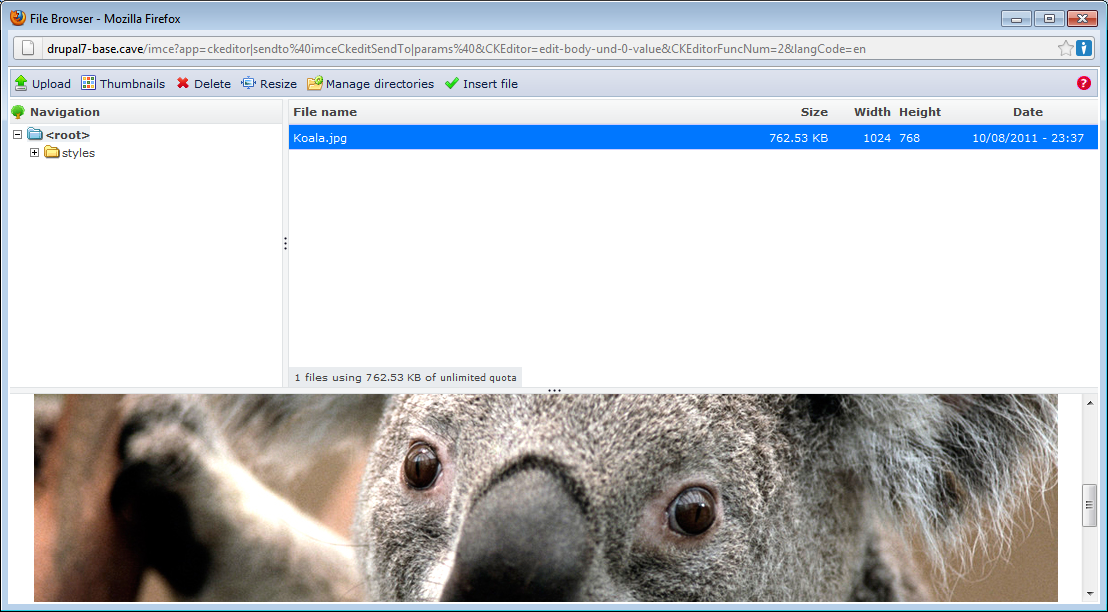 File Browser - Mozilla Firefox
drupal7-base.cave/imce?app=ckeditor|sendto%40imceCkeditSendTo|params%40&CKEditor=edit-body-und-0-value&CKEditorFuncNum=2&langCode=en
Upload Thumbnails Delete Resize Manage directories Insert file ?
Navigation File name Size Width Height Date
<root> Koala.jpg 762.53 KB 1024 768 10/08/2011 - 23:37
styles
1 files using 762.53 KB of unlimited quota